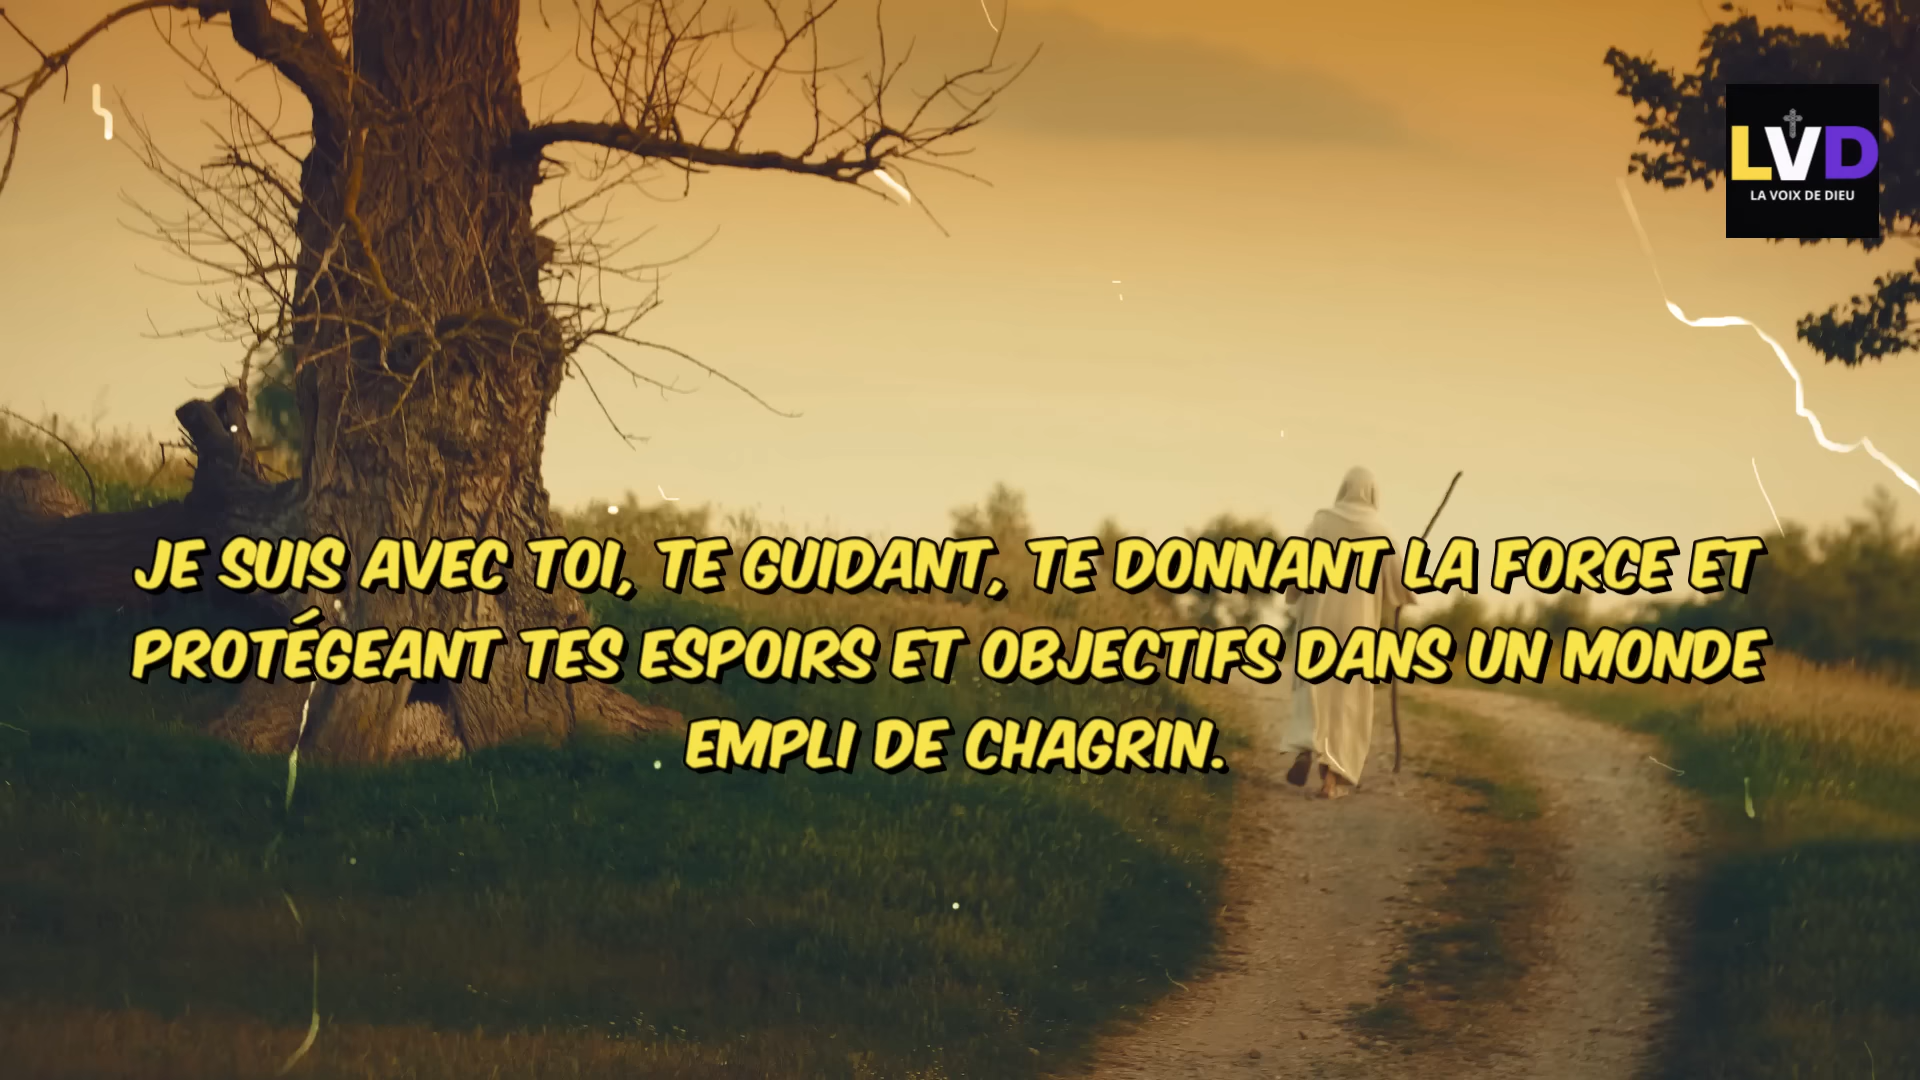 LVD
LA VOIX DE DIEU
JE SUIS AVEC TOI, TE GUIDANT, TE DONNANT LA FORCE ET
PROTÉGEANT TES ESPOIRS ET OBJECTIFS DANS UN MONDE
EMPLI DE CHAGRIN.